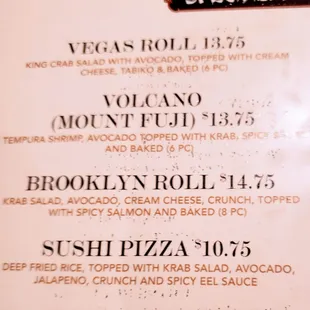 VEGAS ROLL 13.75
KING CRAB SALAD WITH AVOCADO, TOPPED WITH CREAM
CHEESE, TABIKO & BAKED (6 PC)
VOLCANO
(MOUNT FUJI) $13.75
TEMPURA SHRIMP, AVOCADO TOPPED WITH KRAB, SPICY
AND BAKED (6 PC)
BROOKLYN ROLL $14.75
KRAB SALAD, AVOCADO, CREAM CHEESE, CRUNCH, TOPPED
WITH SPICY SALMON AND BAKED (8 PC)
SUSHI PIZZA $10.75
DEEP FRIED RICE, TOPPED WITH KRAB SALAD, AVOCADO,
JALAPENO, CRUNCH AND SPICY EEL SAUCE